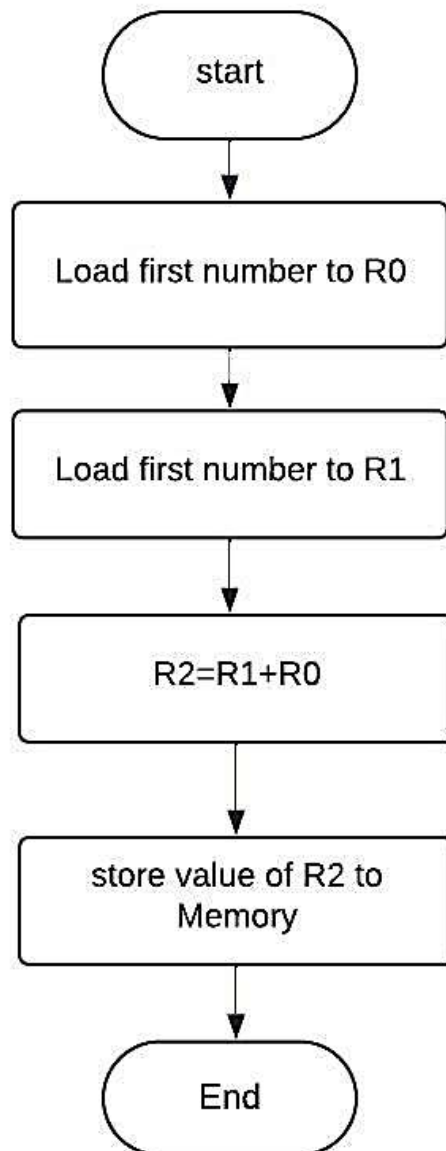 start
Load first number to R0
Load first number to R1
R2=R1+R0
store value of R2 to
Memory
End